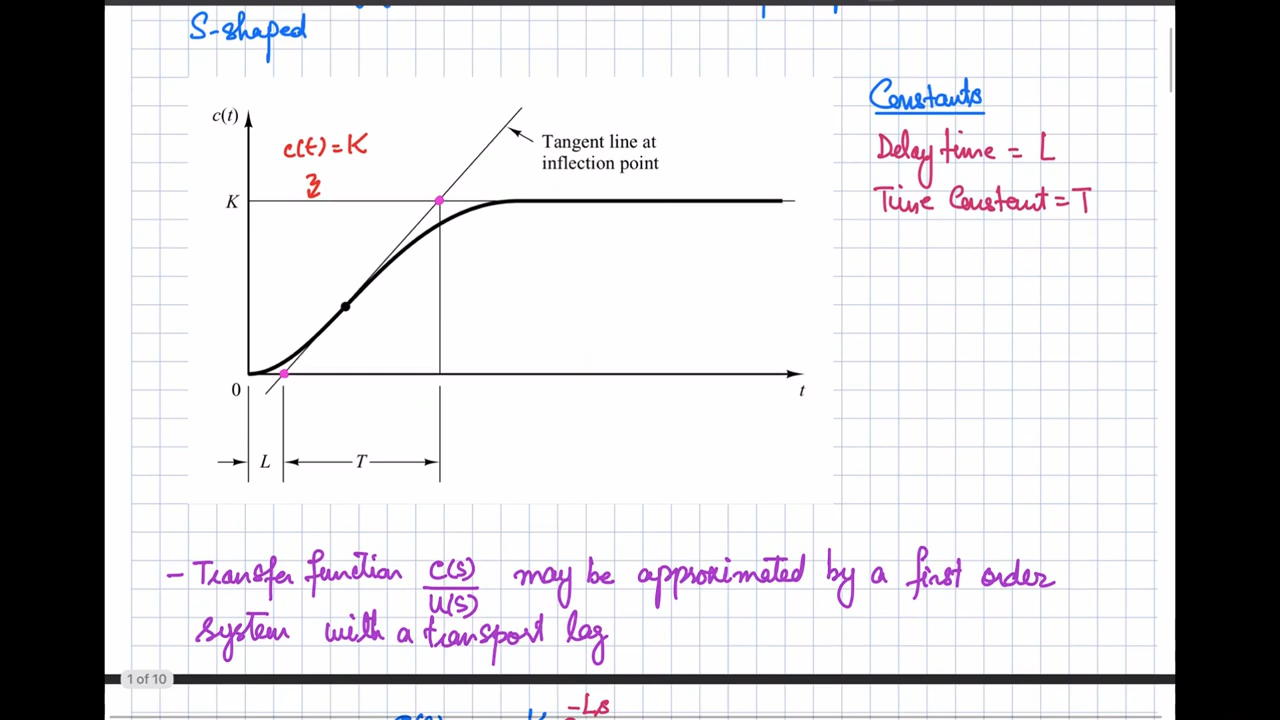 S-shaped
Constants
c(t)
c(t) = K
Tangent line at
inflection point
Delay time = L
K
Time Constant = T
0
t
L
T
- Transfer function C(s)/U(s) may be approximated by a first order
system with a transport lag
1 of 10
-Ls